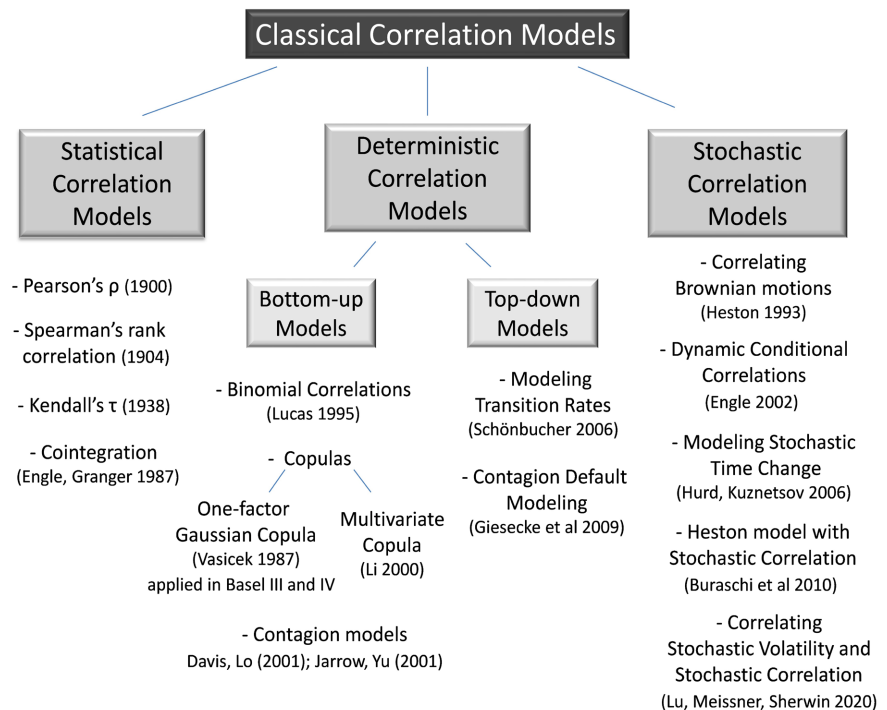 Classical Correlation Models
Statistical
Correlation
Models
- Pearson's ρ (1900)
- Spearman's rank
correlation (1904)
- Kendall's τ (1938)
- Cointegration
(Engle, Granger 1987)
Deterministic
Correlation
Models
Bottom-up
Models
- Binomial Correlations
(Lucas 1995)
- Copulas
One-factor
Gaussian Copula
(Vasicek 1987)
applied in Basel III and IV
Multivariate
Copula
(Li 2000)
- Contagion models
Davis, Lo (2001); Jarrow, Yu (2001)
Top-down
Models
- Modeling
Transition Rates
(Schönbucher 2006)
- Contagion Default
Modeling
(Giesecke et al 2009)
Stochastic
Correlation
Models
- Correlating
Brownian motions
(Heston 1993)
- Dynamic Conditional
Correlations
(Engle 2002)
- Modeling Stochastic
Time Change
(Hurd, Kuznetsov 2006)
- Heston model with
Stochastic Correlation
(Buraschi et al 2010)
- Correlating
Stochastic Volatility and
Stochastic Correlation
(Lu, Meissner, Sherwin 2020)